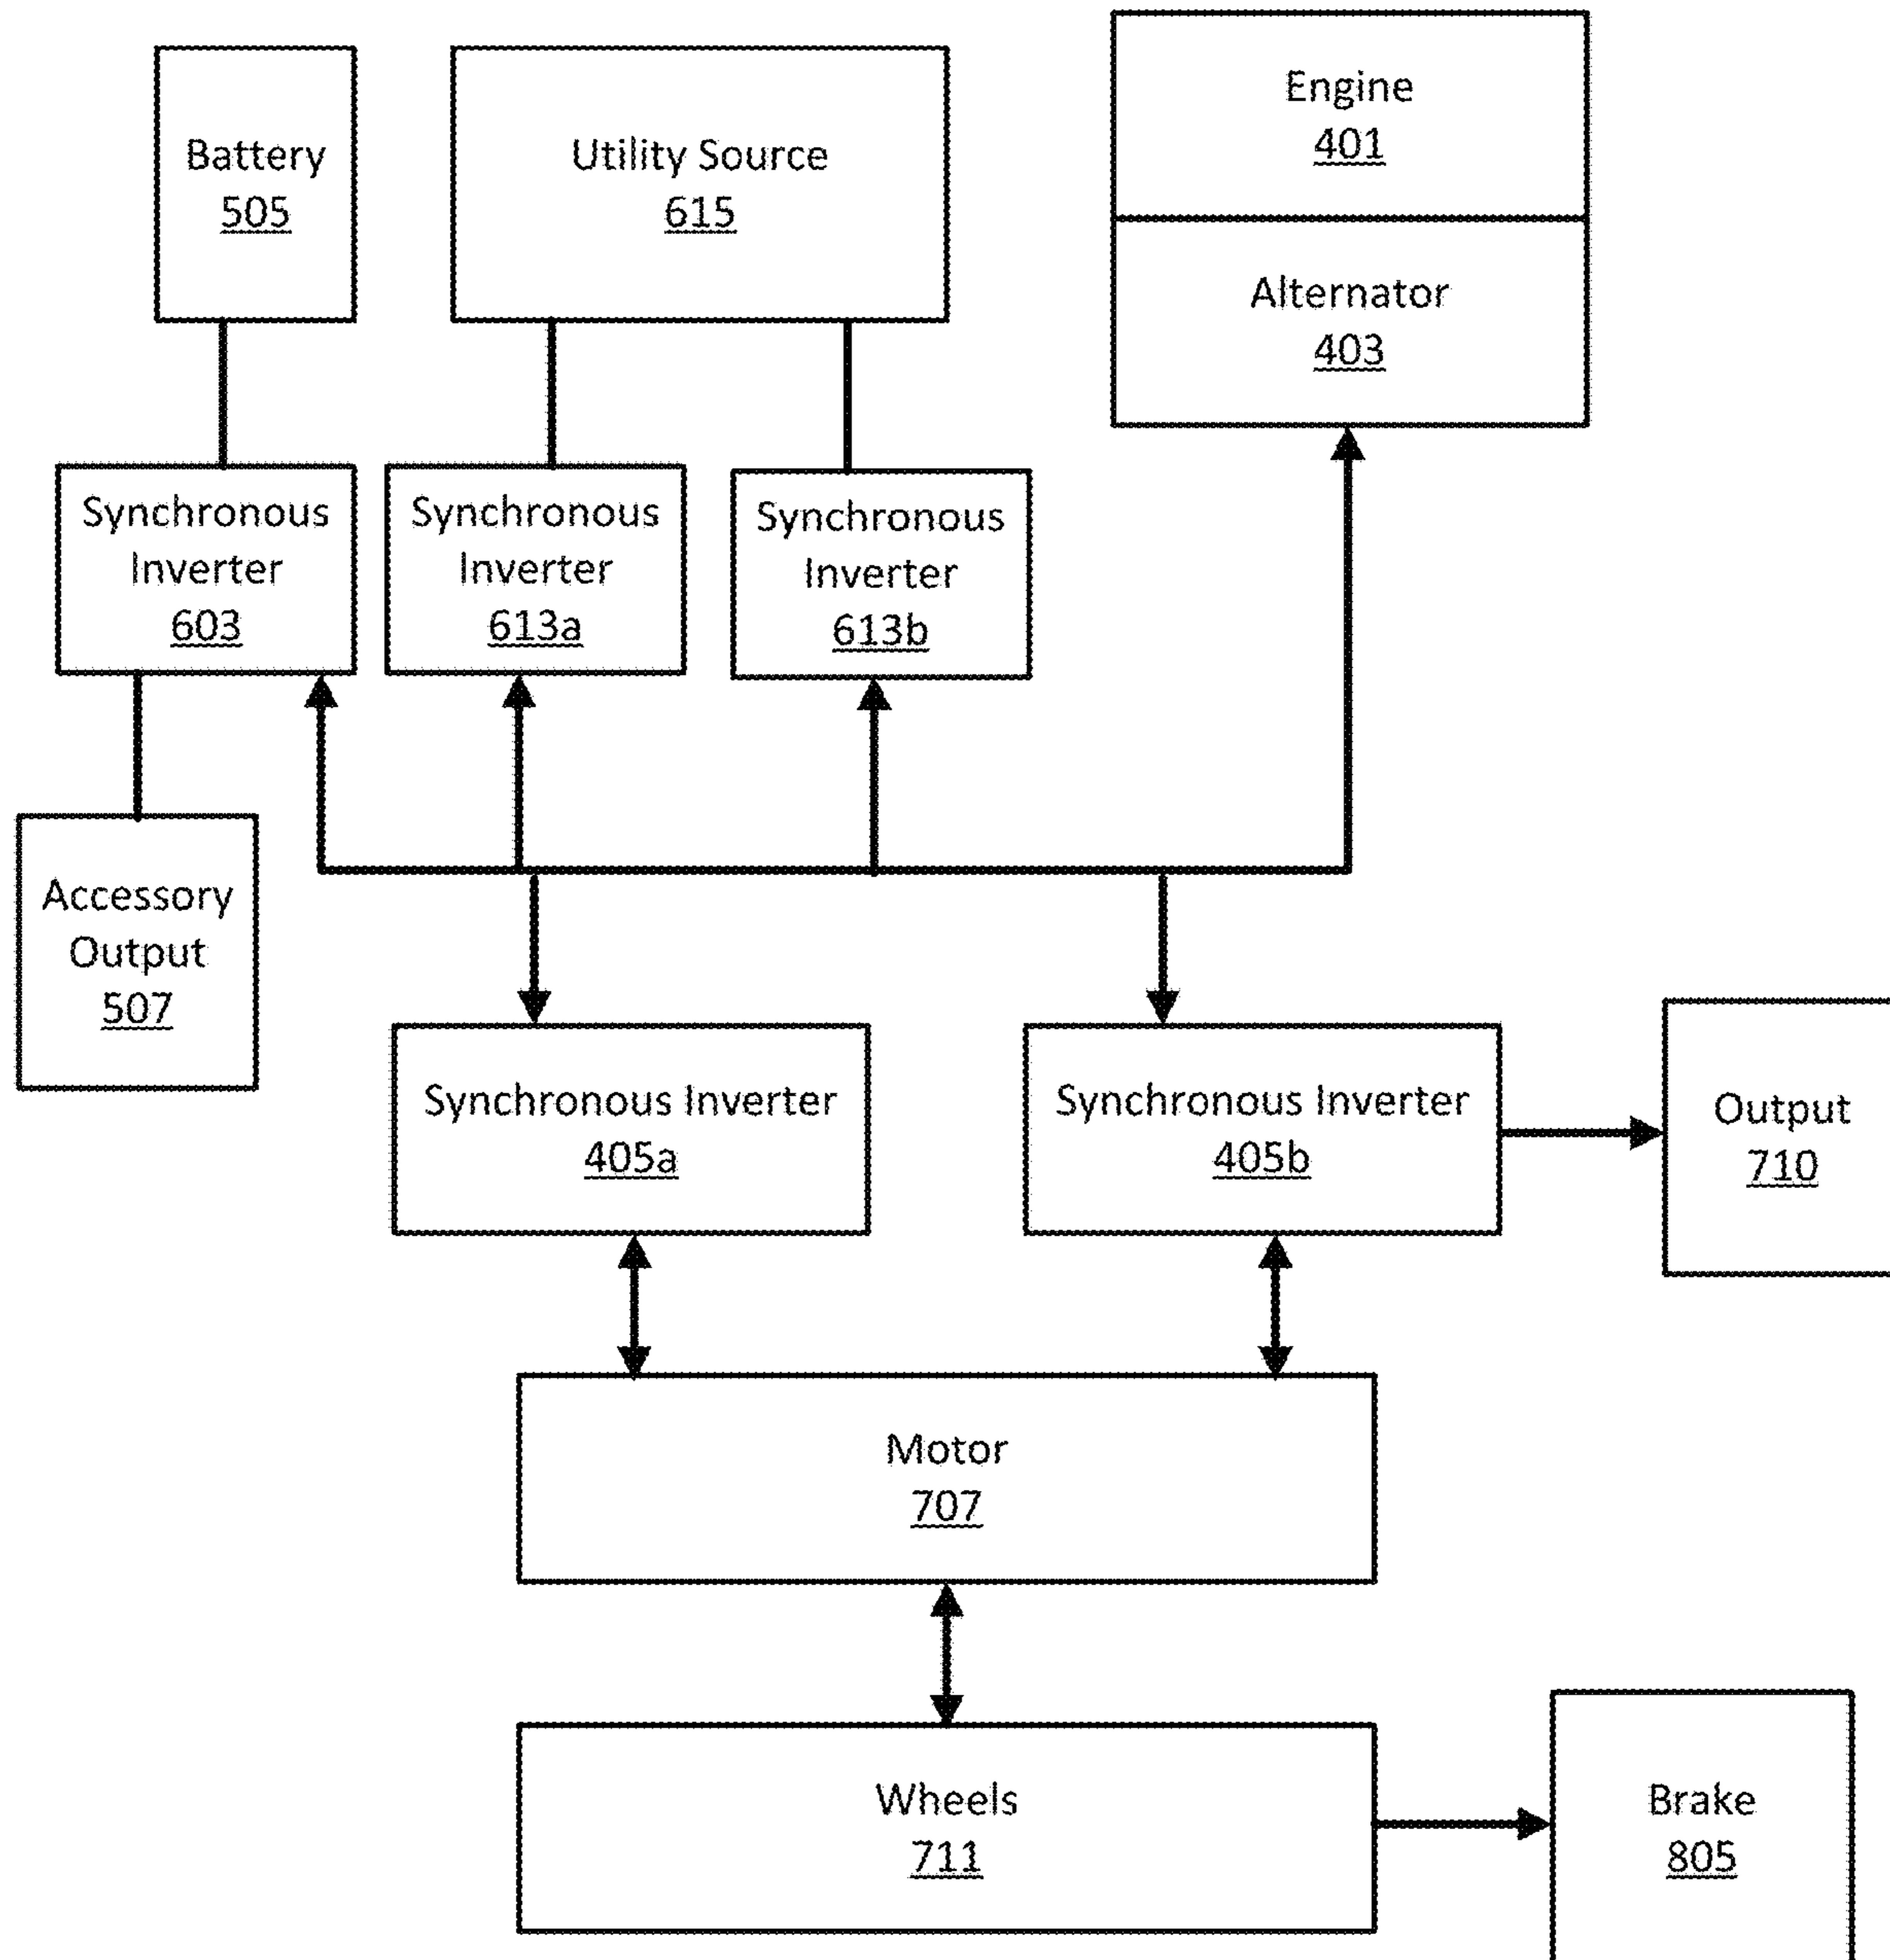 Engine
401
Battery
505
Utility Source
615
Alternator
403
Synchronous
Inverter
603
Synchronous
Inverter
613a
Synchronous
Inverter
613b
Accessory
Output
507
Synchronous Inverter
405a
Synchronous Inverter
405b
Output
710
Motor
707
Wheels
711
Brake
805